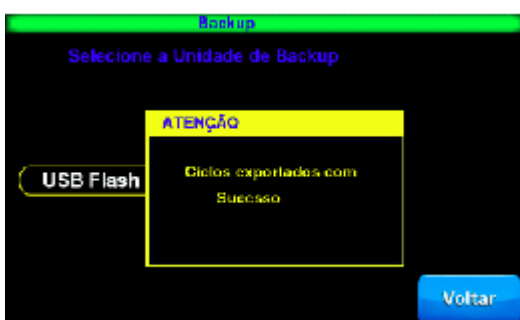 Backup
Selecione a Unidade de Backup
ATENÇÃO
USB Flash
Ciclos exportados com
Sucesso
Voltar